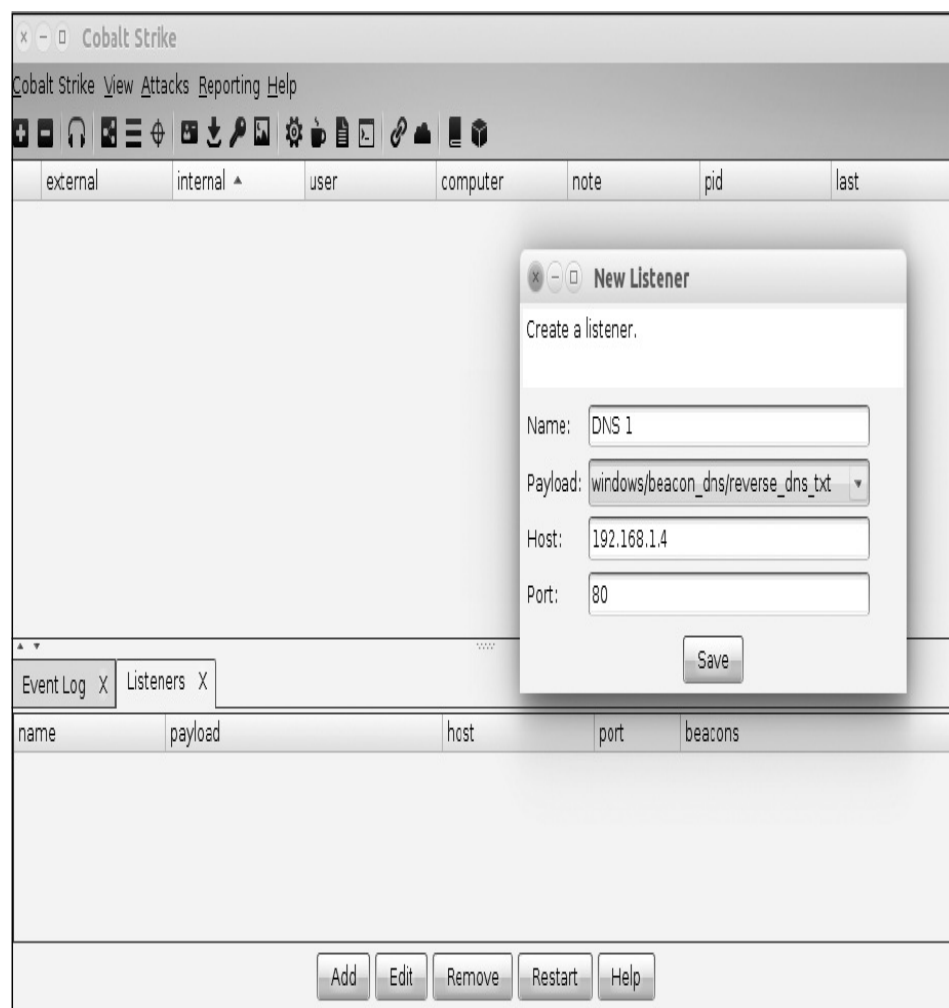 Cobalt Strike
Cobalt Strike View Attacks Reporting Help
external internal user computer note pid last
New Listener
Create a listener.
Name: DNS 1
Payload: windows/beacon_dns/reverse_dns_txt
Host: 192.168.1.4
Port: 80
Save
Event Log X Listeners X
name payload host port beacons
Add Edit Remove Restart Help